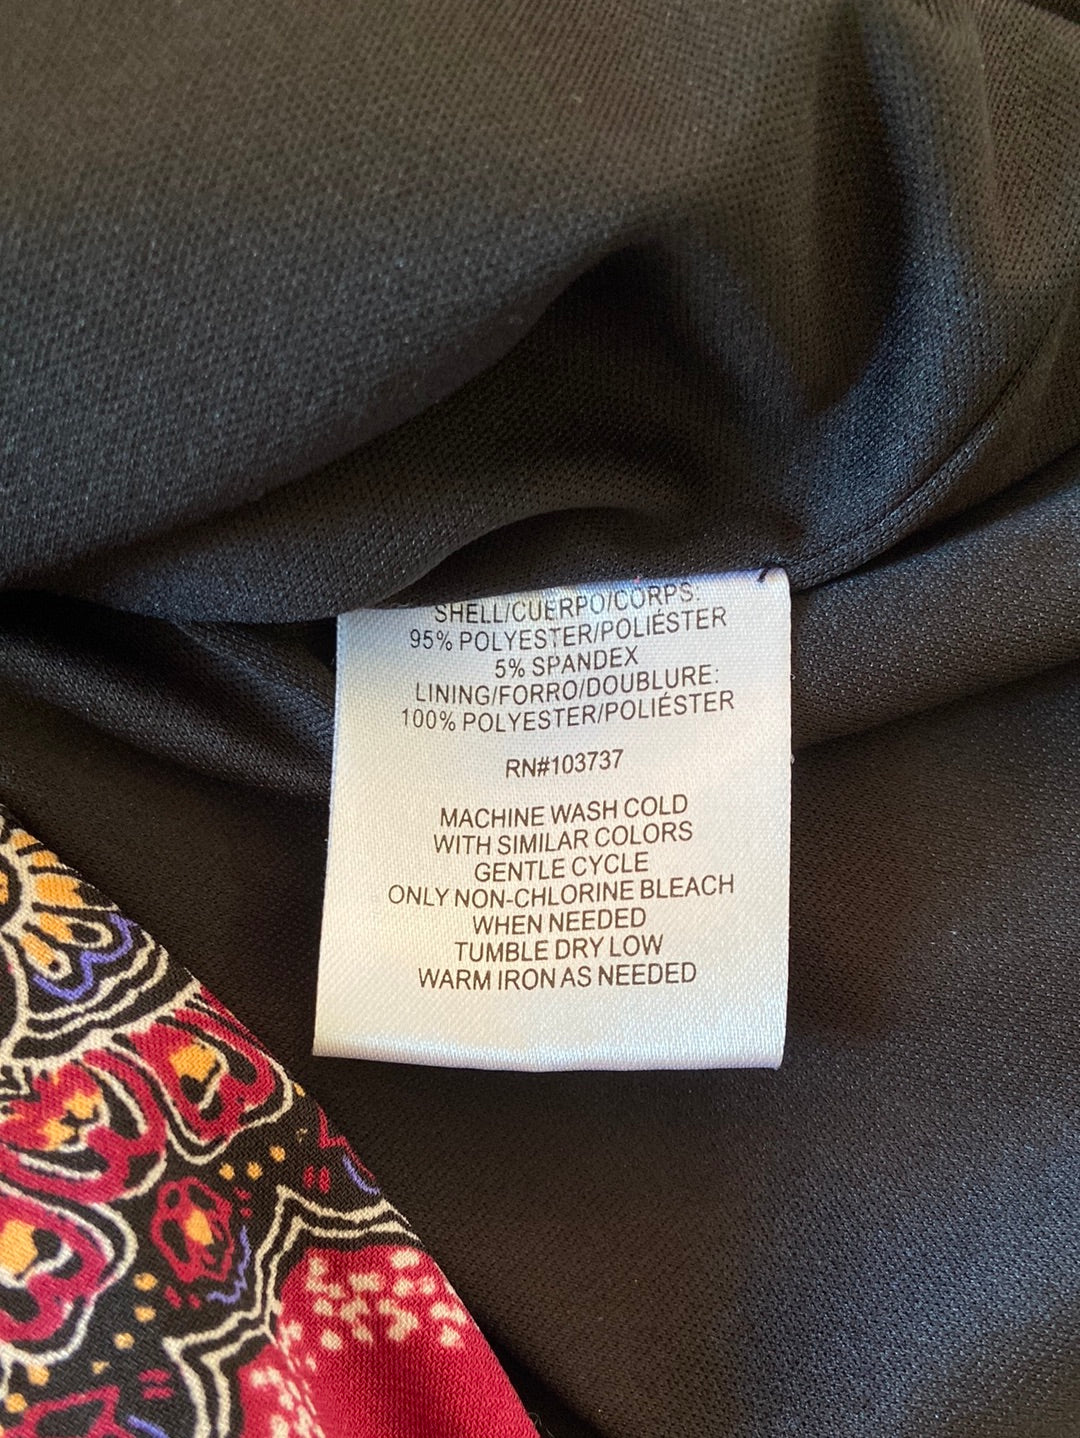 SHELL/CUERPO/CORPS:
95% POLYESTER/POLIÉSTER
5% SPANDEX
LINING/FORRO/DOUBLURE:
100% POLYESTER/POLIÉSTER
RN#103737
MACHINE WASH COLD
WITH SIMILAR COLORS
GENTLE CYCLE
ONLY NON-CHLORINE BLEACH
WHEN NEEDED
TUMBLE DRY LOW
WARM IRON AS NEEDED